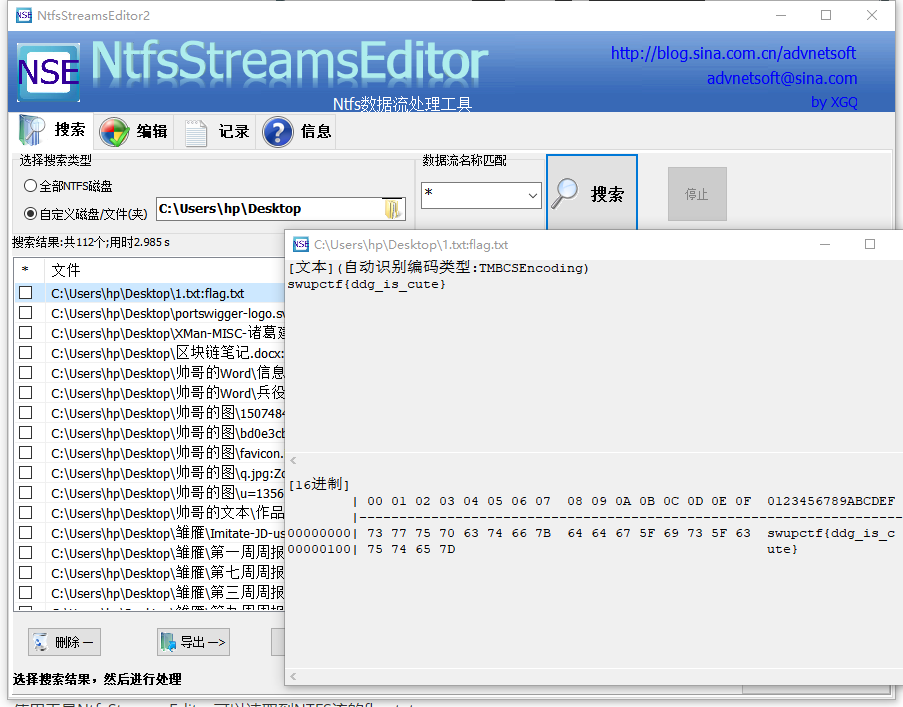 NtfsStreamsEditor2
NSE
NtfsStreamsEditor
Ntfs数据流处理工具
http://blog.sina.com.cn/advnetsoft
advnetsoft@sina.com
by XGQ
搜索
编辑
记录
信息
选择搜索类型
全部NTFS磁盘
自定义磁盘/文件(夹)
C:\Users\hp\Desktop
数据流名称匹配
*
搜索
停止
搜索结果:共112个;用时2.985 s
* 文件
C:\Users\hp\Desktop\1.txt:flag.txt
C:\Users\hp\Desktop\portswigger-logo.sv
C:\Users\hp\Desktop\XMan-MISC-诸葛建
C:\Users\hp\Desktop\区块链笔记.docx:
C:\Users\hp\Desktop\帅哥的Word\信息
C:\Users\hp\Desktop\帅哥的Word\兵役
C:\Users\hp\Desktop\帅哥的图\1507484
C:\Users\hp\Desktop\帅哥的图\bd0e3cb
C:\Users\hp\Desktop\帅哥的图\favicon.
C:\Users\hp\Desktop\帅哥的图\q.jpg:Zo
C:\Users\hp\Desktop\帅哥的图\u=1356
C:\Users\hp\Desktop\帅哥的文本\作品
C:\Users\hp\Desktop\雏雁\Imitate-JD-us
C:\Users\hp\Desktop\雏雁\第一周周报
C:\Users\hp\Desktop\雏雁\第七周周报
C:\Users\hp\Desktop\雏雁\第三周周报
C:\Users\hp\Desktop\雏雁\第九周周报
删除 —
导出 —>
选择搜索结果，然后进行处理
C:\Users\hp\Desktop\1.txt:flag.txt
[文本](自动识别编码类型:TMBCSEncoding)
swupctf{ddg_is_cute}
[16进制]
| 00 01 02 03 04 05 06 07 08 09 0A 0B 0C 0D 0E 0F 0123456789ABCDEF
00000000| 73 77 75 70 63 74 66 7B 64 64 67 5F 69 73 5F 63 swupctf{ddg_is_c
00000100| 75 74 65 7D ute}